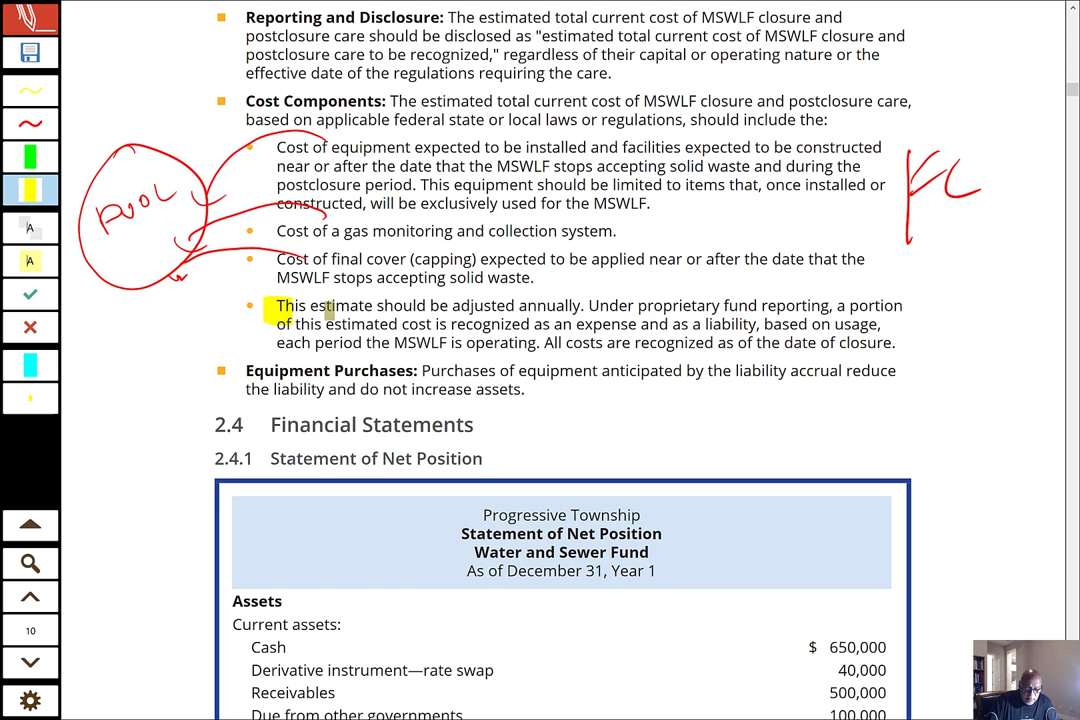 Reporting and Disclosure: The estimated total current cost of MSWLF closure and
postclosure care should be disclosed as "estimated total current cost of MSWLF closure and
postclosure care to be recognized," regardless of their capital or operating nature or the
effective date of the regulations requiring the care.
Cost Components: The estimated total current cost of MSWLF closure and postclosure care,
based on applicable federal state or local laws or regulations, should include the:
Cost of equipment expected to be installed and facilities expected to be constructed
near or after the date that the MSWLF stops accepting solid waste and during the
postclosure period. This equipment should be limited to items that, once installed or
constructed, will be exclusively used for the MSWLF.
Cost of a gas monitoring and collection system.
Cost of final cover (capping) expected to be applied near or after the date that the
MSWLF stops accepting solid waste.
This estimate should be adjusted annually. Under proprietary fund reporting, a portion
of this estimated cost is recognized as an expense and as a liability, based on usage,
each period the MSWLF is operating. All costs are recognized as of the date of closure.
Equipment Purchases: Purchases of equipment anticipated by the liability accrual reduce
the liability and do not increase assets.
POOL
FC
2.4 Financial Statements
2.4.1 Statement of Net Position
Progressive Township
Statement of Net Position
Water and Sewer Fund
As of December 31, Year 1
Assets
Current assets:
Cash $ 650,000
Derivative instrument—rate swap 40,000
Receivables 500,000
Due from other governments 100,000
A
A
10